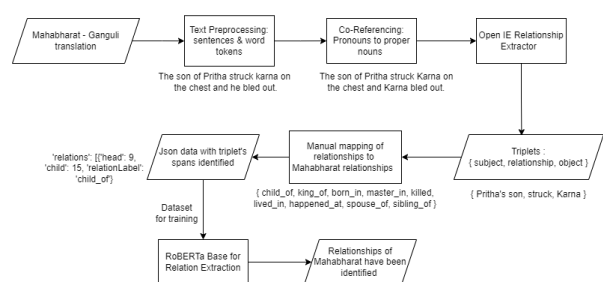 Mahabharat - Ganguli
translation
Text Preprocessing:
sentences & word
tokens
Co-Referencing:
Pronouns to proper
nouns
Open IE Relationship
Extractor
The son of Pritha struck karna on
the chest and he bled out.
The son of Pritha struck Karna on
the chest and Karna bled out.
'relations': [{'head': 9,
'child': 15, 'relationLabel':
'child_of'}
Json data with triplet's
spans identified
Manual mapping of
relationships to
Mahabharat relationships
Triplets :
{ subject, relationship, object }
{ child_of, king_of, born_in, master_in, killed,
lived_in, happened_at, spouse_of, sibling_of }
{ Pritha's son, struck, Karna }
Dataset
for training
RoBERTa Base for
Relation Extraction
Relationships of
Mahabharat have been
identified